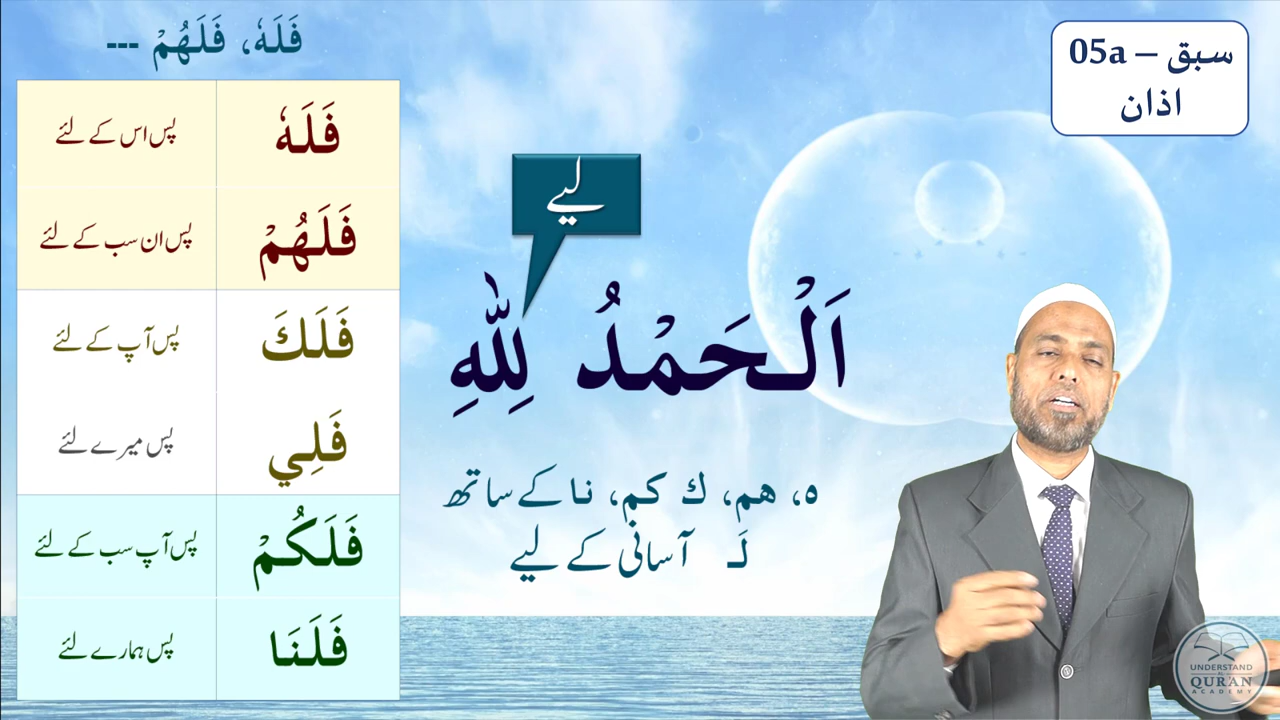 سبق – 05a
اذان
فَلَهٗ، فَلَهُمْ ---
فَلَهٗ پس اس کے لئے
فَلَهُمْ پس ان سب کے لئے
فَلَكَ پس آپ کے لئے
فَلِي پس میرے لئے
فَلَكُمْ پس آپ سب کے لئے
فَلَنَا پس ہمارے لئے
لیے
اَلْحَمْدُ لِلّٰهِ
ہ، هم، ك كم، نا کے ساتھ
لَـ آسانی کے لیے
UNDERSTAND
QURAN
ACADEMY